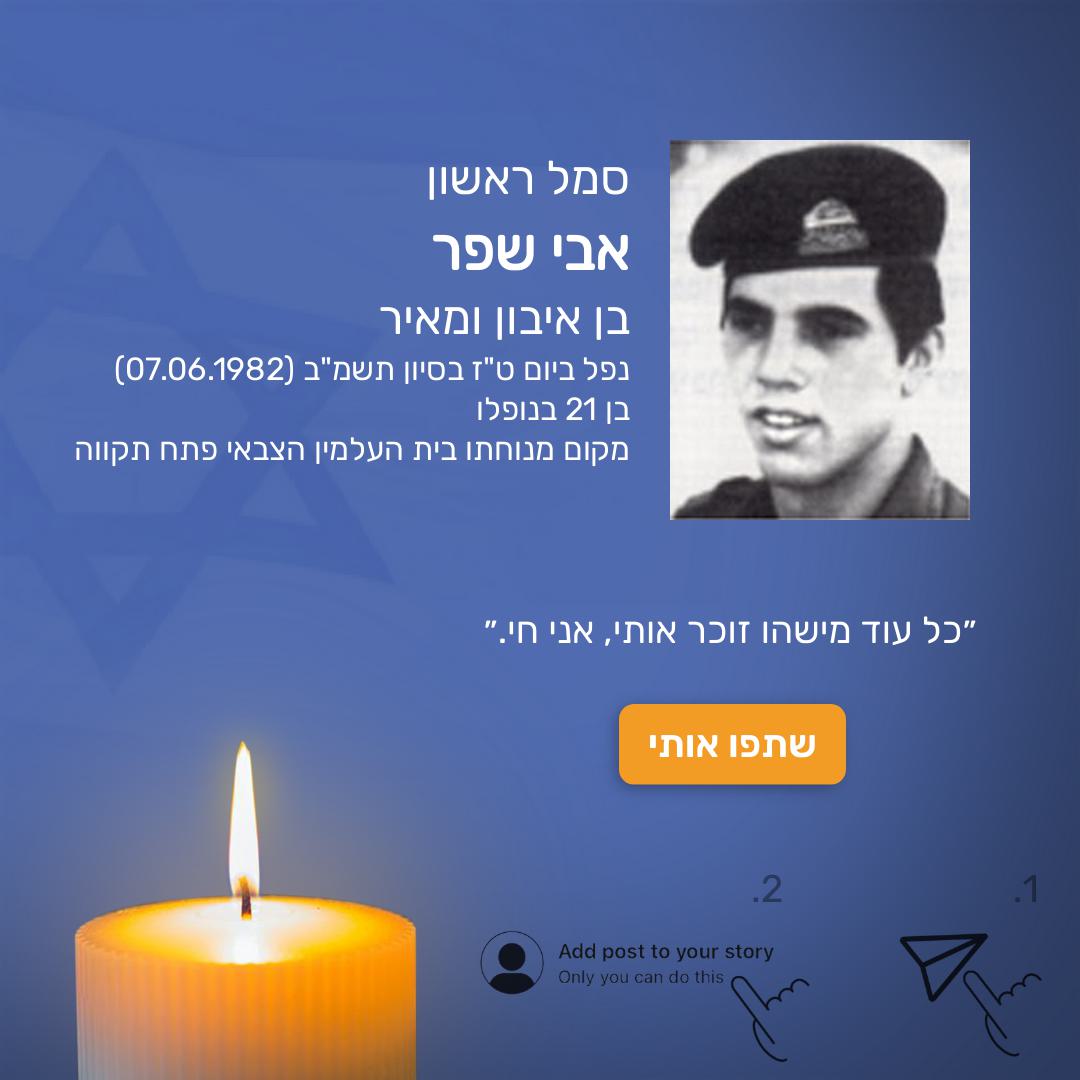 סמל ראשון
אבי שפר
בן איבון ומאיר
נפל ביום ט"ז בסיון תשמ"ב (07.06.1982)
בן 21 בנופלו
מקום מנוחתו בית העלמין הצבאי פתח תקווה
״כל עוד מישהו זוכר אותי, אני חי.״
שתפו אותי
1.
2.
Add post to your story
Only you can do this